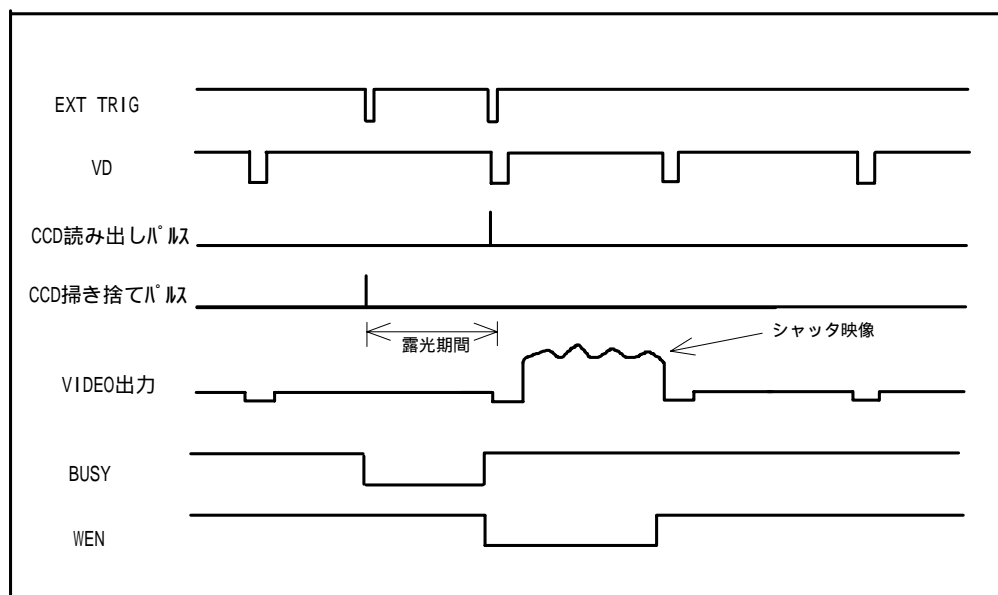 EXT TRIG
VD
CCD読み出しパルス
CCD掃き捨てパルス
露光期間
シャッタ映像
VIDEO出力
BUSY
WEN